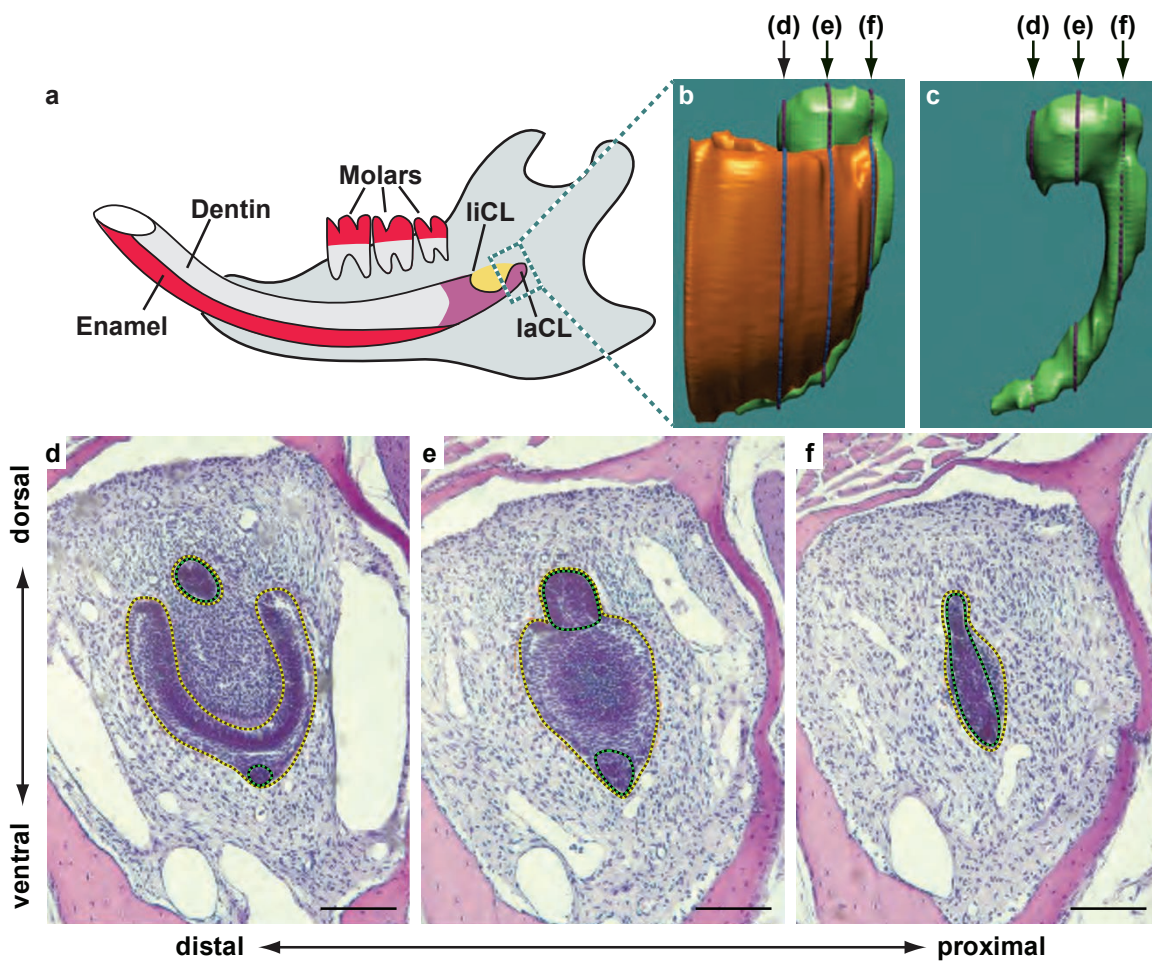 (d) (e) (f)
(d) (e) (f)
a
b
c
Molars
liCL
Dentin
Enamel
laCL
d
e
f
dorsal
ventral
distal
proximal